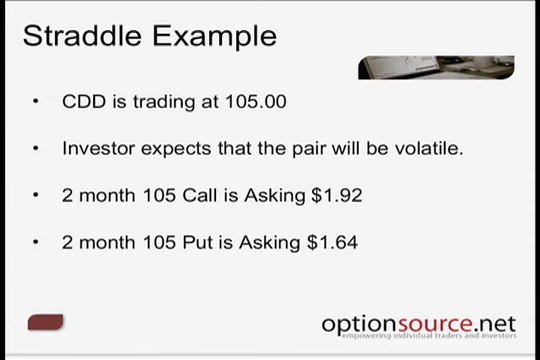 Straddle Example
• CDD is trading at 105.00
• Investor expects that the pair will be volatile.
• 2 month 105 Call is Asking $1.92
• 2 month 105 Put is Asking $1.64
optionsource.net
empowering individual traders and investors